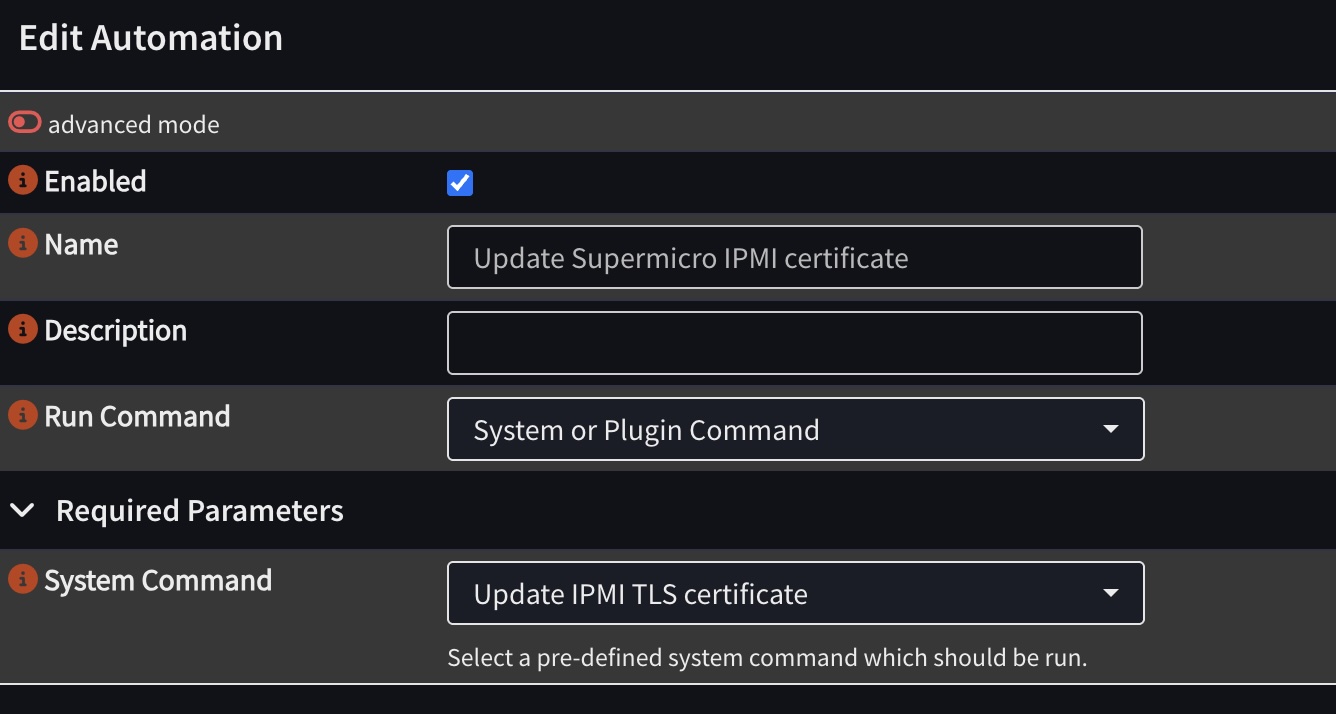 Edit Automation
advanced mode
Enabled
Name
Update Supermicro IPMI certificate
Description
Run Command
System or Plugin Command
Required Parameters
System Command
Update IPMI TLS certificate
Select a pre-defined system command which should be run.